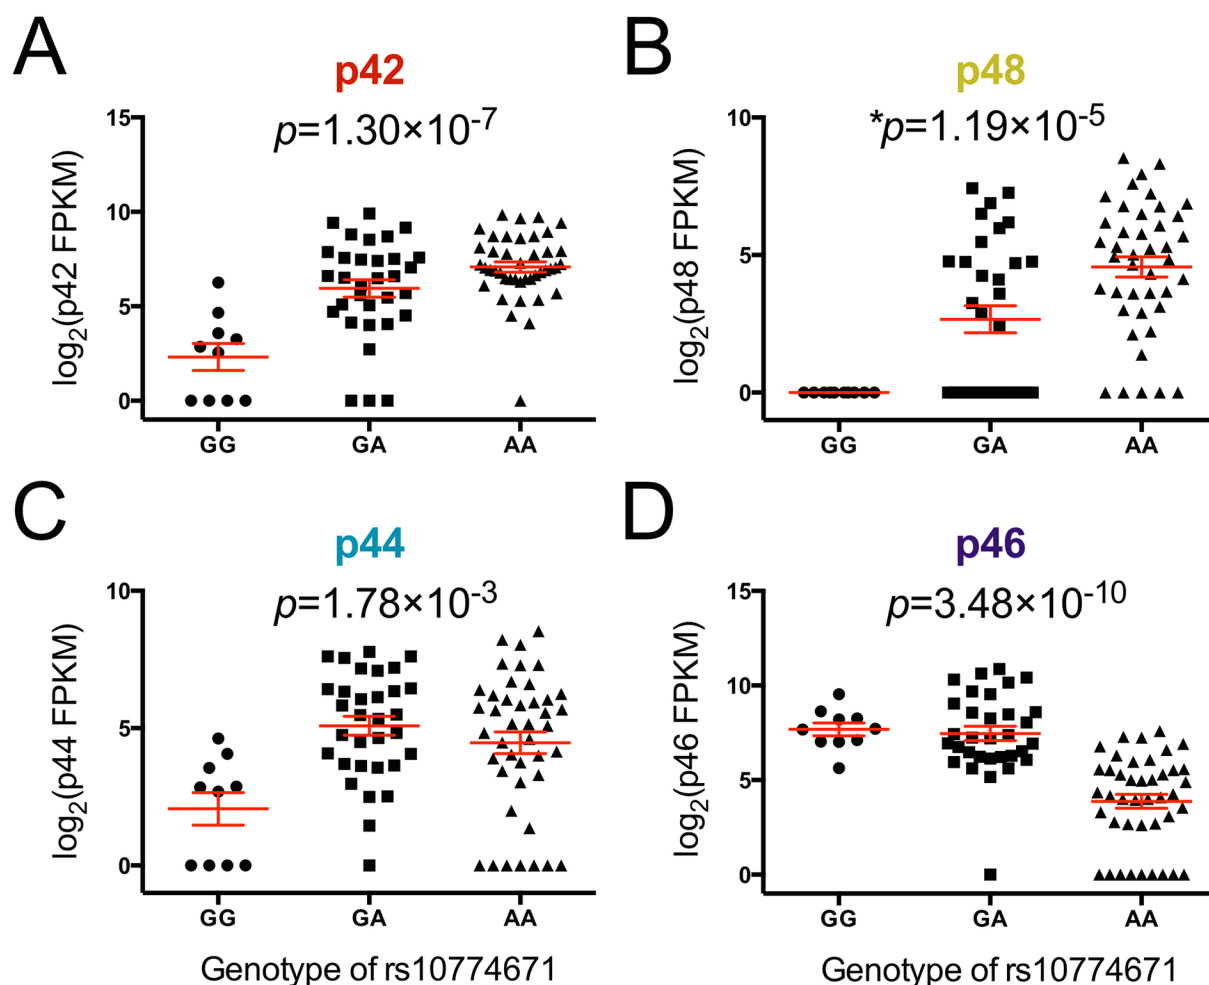 A
p42
p=1.30×10-7
log2(p42 FPKM)
15
10
5
0
GG GA AA
B
p48
*p=1.19×10-5
log2(p48 FPKM)
10
5
0
GG GA AA
C
p44
p=1.78×10-3
log2(p44 FPKM)
10
5
0
GG GA AA
Genotype of rs10774671
D
p46
p=3.48×10-10
log2(p46 FPKM)
15
10
5
0
GG GA AA
Genotype of rs10774671